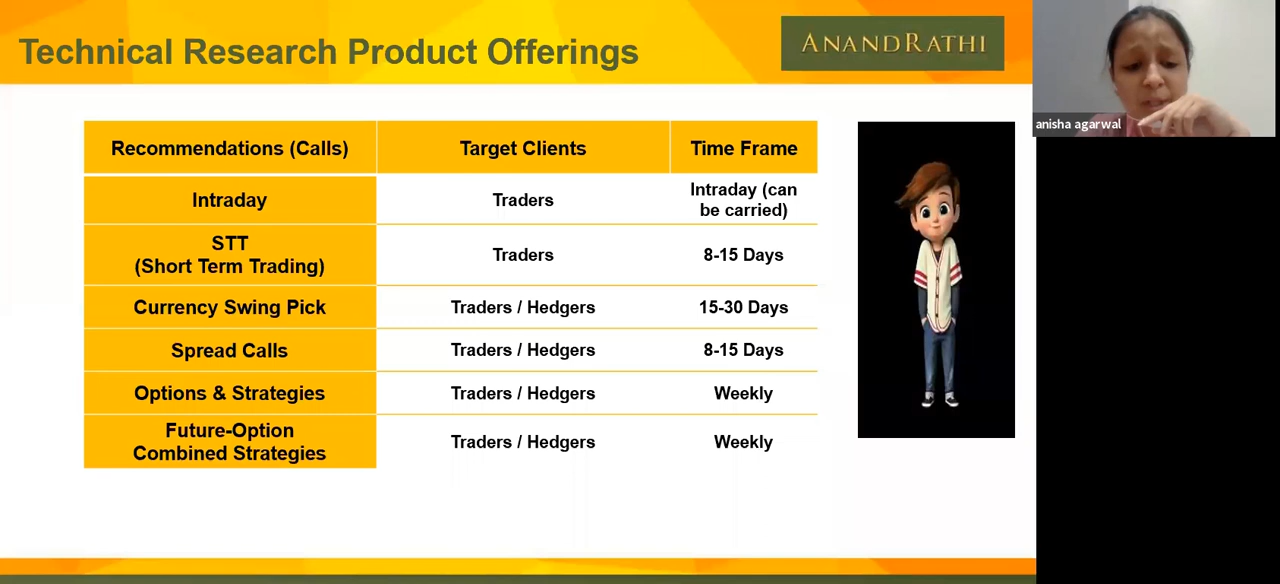 Technical Research Product Offerings
ANANDRATHI
anisha agarwal
Recommendations (Calls) Target Clients Time Frame
Intraday Traders Intraday (can
be carried)
STT
(Short Term Trading) Traders 8-15 Days
Currency Swing Pick Traders / Hedgers 15-30 Days
Spread Calls Traders / Hedgers 8-15 Days
Options & Strategies Traders / Hedgers Weekly
Future-Option
Combined Strategies Traders / Hedgers Weekly